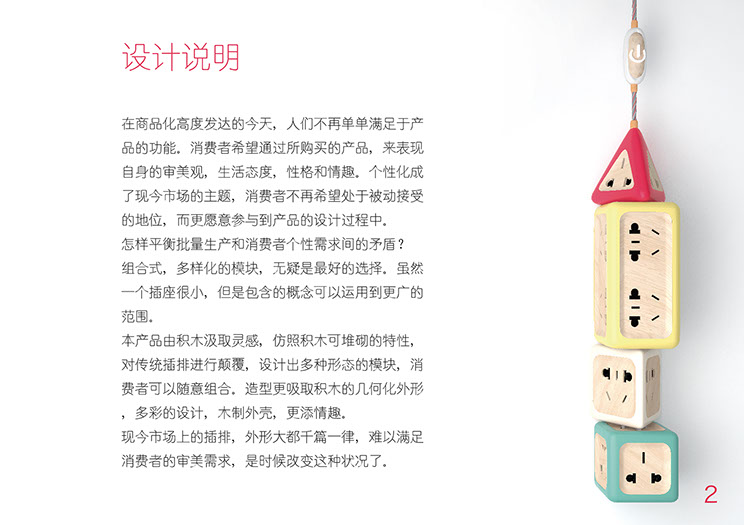 设计说明
在商品化高度发达的今天，人们不再单单满足于产
品的功能。消费者希望通过所购买的产品，来表现
自身的审美观，生活态度，性格和情趣。个性化成
了现今市场的主题，消费者不再希望处于被动接受
的地位，而更愿意参与到产品的设计过程中。
怎样平衡批量生产和消费者个性需求间的矛盾？
组合式，多样化的模块，无疑是最好的选择。虽然
一个插座很小，但是包含的概念可以运用到更广的
范围。
本产品由积木汲取灵感，仿照积木可堆砌的特性，
对传统插排进行颠覆，设计出多种形态的模块，消
费者可以随意组合。造型更吸取积木的几何化外形
，多彩的设计，木制外壳，更添情趣。
现今市场上的插排，外形大都千篇一律，难以满足
消费者的审美需求，是时候改变这种状况了。
2